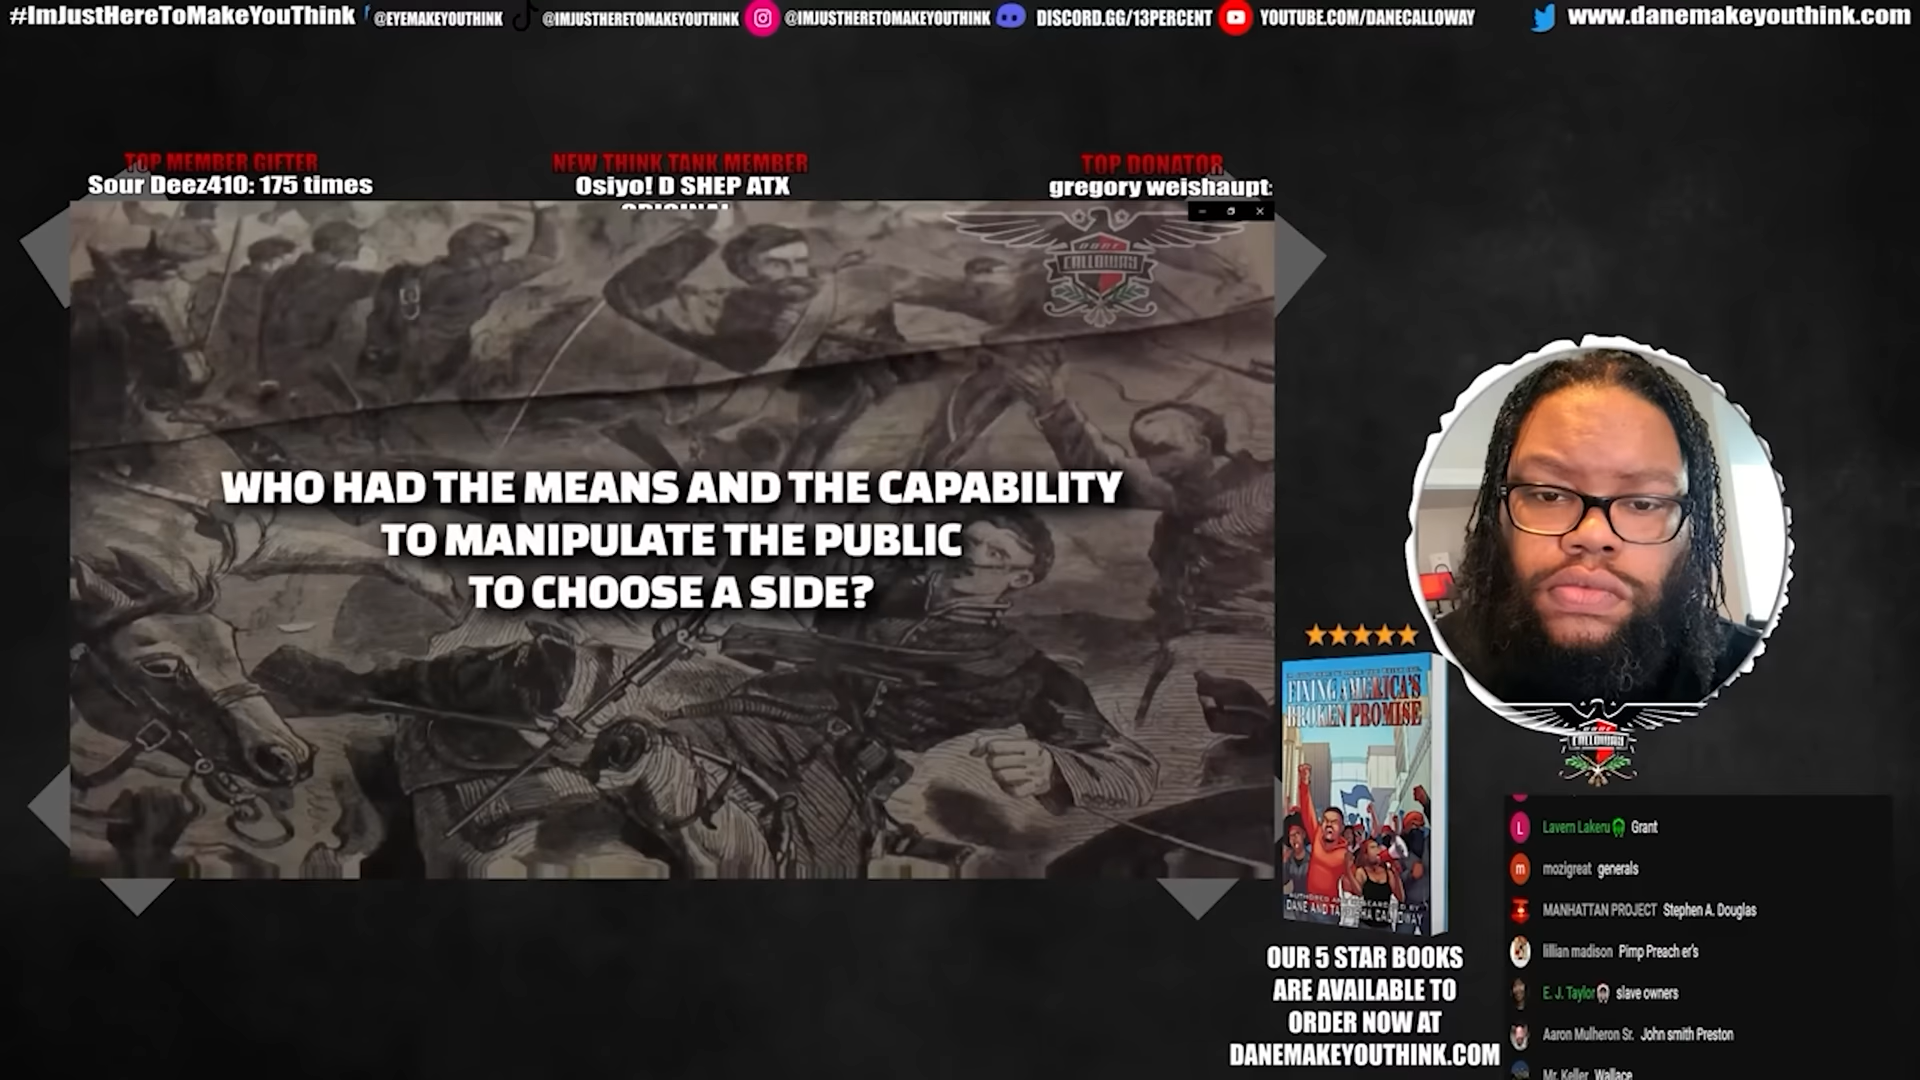 #ImJustHereToMakeYouThink
@EYEMAKEYOUTHINK
@IMJUSTHERETOMAKEYOUTHINK
@IMJUSTHERETOMAKEYOUTHINK
DISCORD.GG/13PERCENT
YOUTUBE.COM/DANECALLOWAY
www.danemakeyouthink.com
TOP MEMBER GIFTER
Sour Deez410: 175 times
NEW THINK TANK MEMBER
Osiyo! D SHEP ATX
ORIGINAL
TOP DONATOR
gregory weishaupt:
DANE
CALLOWAY
WHO HAD THE MEANS AND THE CAPABILITY
TO MANIPULATE THE PUBLIC
TO CHOOSE A SIDE?
FIXING AMERICA'S
BROKEN PROMISE
DANE AND
CALLOWAY
OUR 5 STAR BOOKS
ARE AVAILABLE TO
ORDER NOW AT
DANEMAKEYOUTHINK.COM
CALLOWAY
L Lavern Lakeru Grant
m mozigreat generals
MANHATTAN PROJECT Stephen A. Douglas
lillian madison Pimp Preach er's
E. J. Taylor slave owners
Aaron Mulheron Sr. John smith Preston
Mr. Keller Wallace